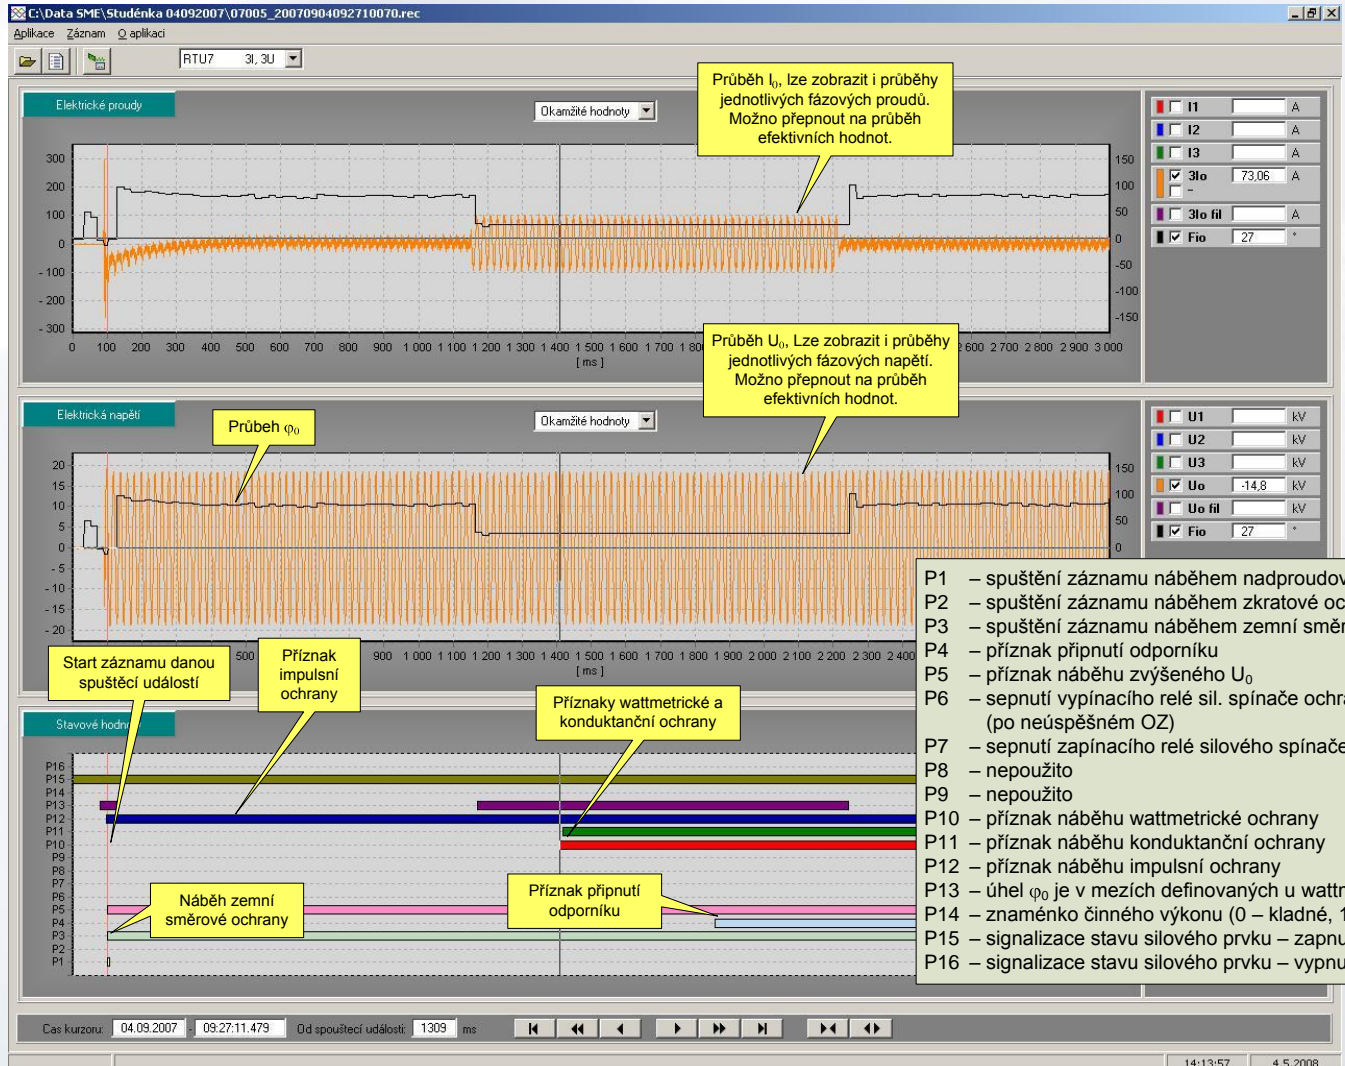 C:\Data SME\Studénka 04092007\07005_20070904092710070.rec
Aplikace Záznam O aplikaci
RTU7 3I, 3U
Elektrické proudy
Okamžité hodnoty
Průběh I₀, lze zobrazit i průběhy
jednotlivých fázových proudů.
Možno přepnout na průběh
efektivních hodnot.
300
200
100
0
- 100
- 200
- 300
150
100
50
0
-50
-100
-150
0 100 200 300 400 500 600 700 800 900 1 000 1 100 1 200 1 300 1 400 1 500 1 600 1 700 2 600 2 700 2 800 2 900 3 000
[ ms ]
I1 A
I2 A
I3 A
3Io 73,06 A
-
3Io fil A
Fio 27 °
Průběh U₀, Lze zobrazit i průběhy
jednotlivých fázových napětí.
Možno přepnout na průběh
efektivních hodnot.
Elektrická napětí
Okamžité hodnoty
Průbeh φ₀
20
15
10
5
0
- 5
- 10
- 15
- 20
150
100
50
0
500 900 1 000 1 100 1 200 1 300 1 400 1 500 1 600 1 700 1 800 1 900 2 000 2 100 2 200 2 300 2 400
[ ms ]
U1 kV
U2 kV
U3 kV
Uo -14,8 kV
Uo fil kV
Fio 27 °
Start záznamu danou
spuštěcí událostí
Příznak
impulsní
ochrany
Příznaky wattmetrické a
konduktanční ochrany
Stavové
P16
P15
P14
P13
P12
P11
P10
P9
P8
P7
P6
P5
P4
P3
P2
P1
Náběh zemní
směrové ochrany
Příznak připnutí
odporníku
P1 – spuštění záznamu náběhem
P2 – spuštění záznamu náběhem zkratové
P3 – spuštění záznamu náběhem zemní
P4 – příznak připnutí odporníku
P5 – příznak náběhu zvýšeného U₀
P6 – sepnutí vypínacího relé sil. spínače
(po neúspěšném OZ)
P7 – sepnutí zapínacího relé silového spínače
P8 – nepoužito
P9 – nepoužito
P10 – příznak náběhu wattmetrické ochrany
P11 – příznak náběhu konduktanční ochrany
P12 – příznak náběhu impulsní ochrany
P13 – úhel φ₀ je v mezích definovaných u
P14 – znaménko činného výkonu (0 – kladné, 1
P15 – signalizace stavu silového prvku –
P16 – signalizace stavu silového prvku –
Cas kurzoru: 04.09.2007 - 09:27:11.479 Od spouštecí události: 1309 ms
14:13:57 4.5.2008